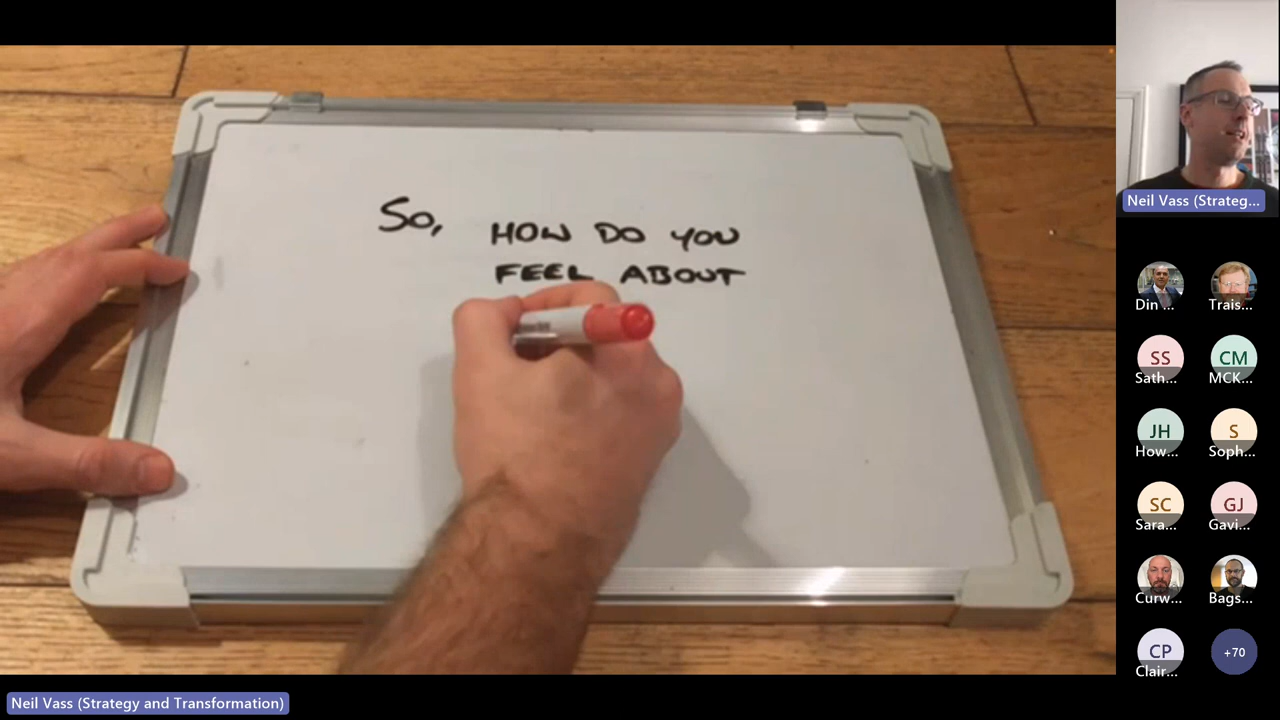 So, HOW DO YOU
FEEL ABOUT
Neil Vass (Strateg...
Din ...
Trais...
SS
Sath...
CM
MCK...
JH
How...
S
Soph...
SC
Sara...
GJ
Gavi...
Curw...
Bags...
CP
Clair...
+70
Neil Vass (Strategy and Transformation)